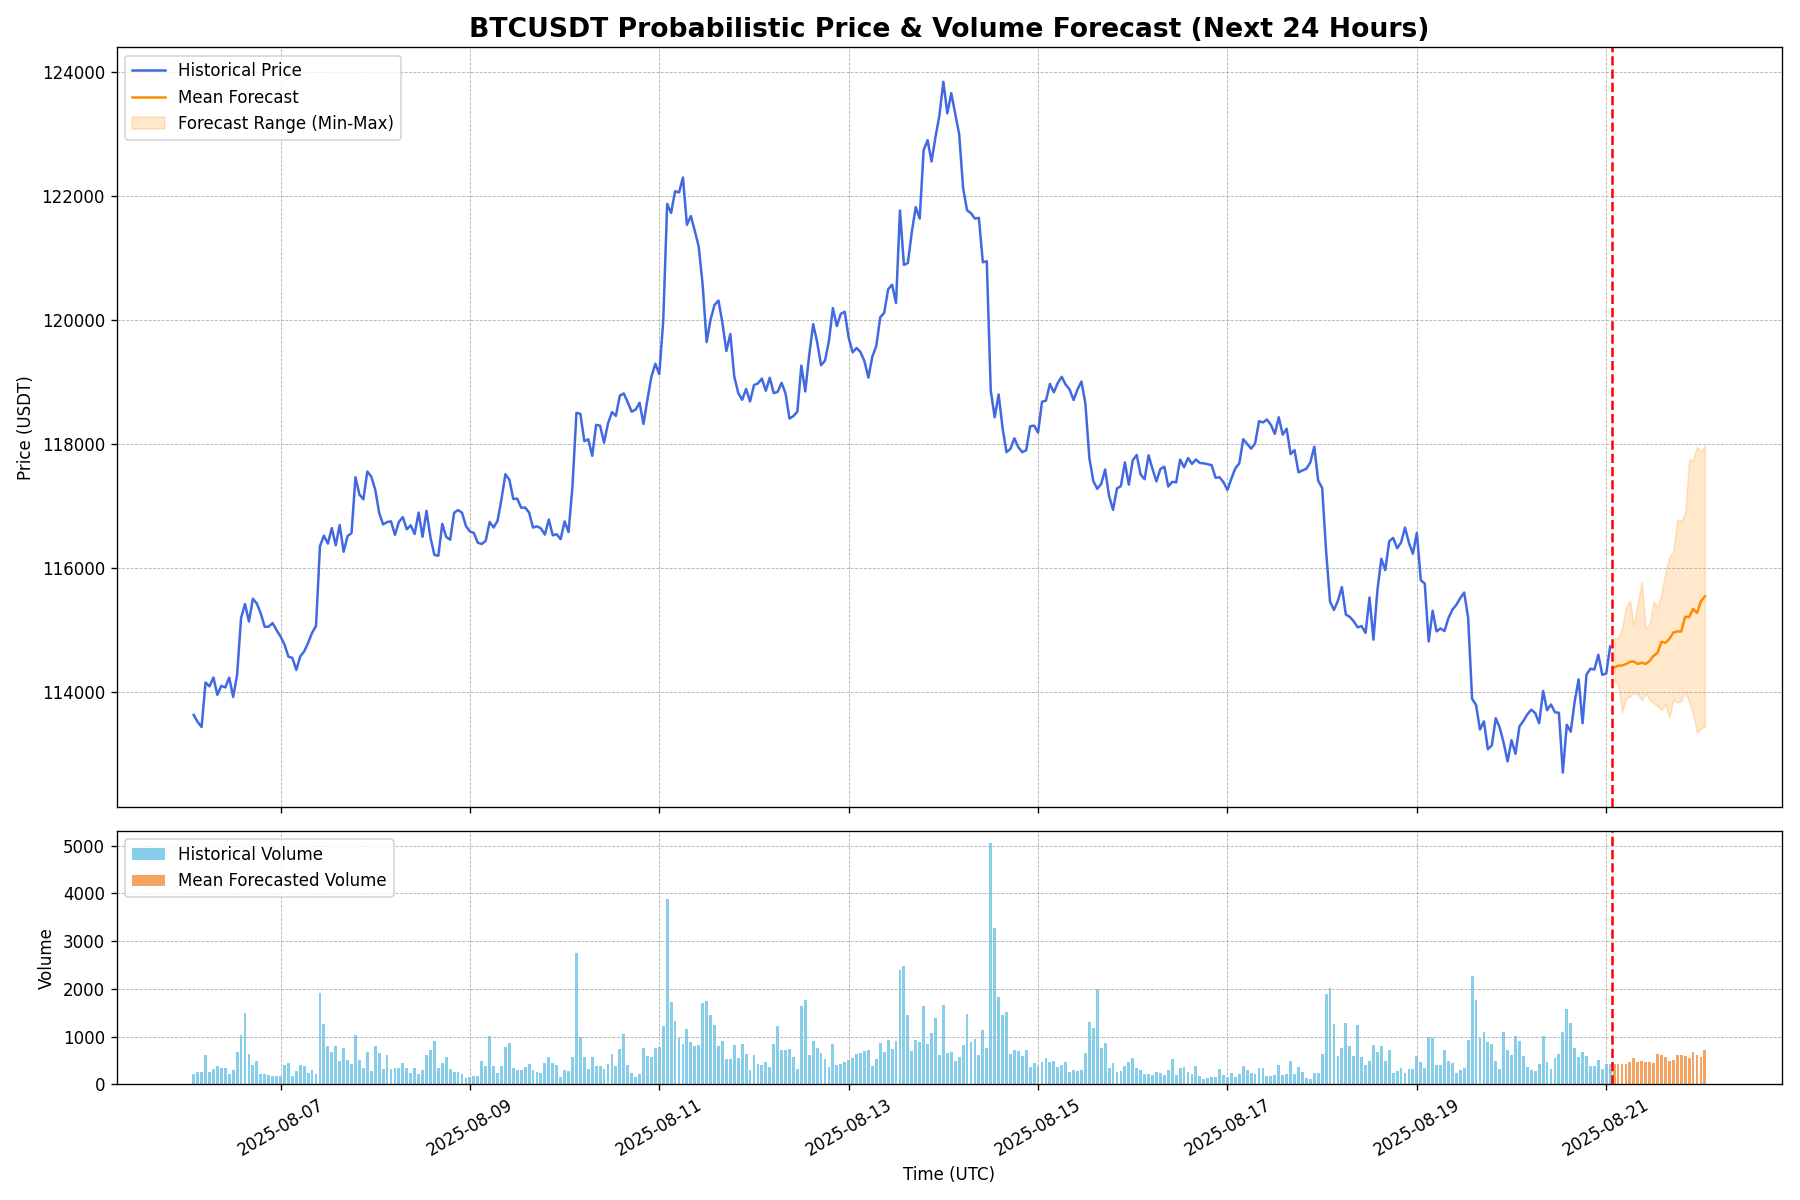 BTCUSDT Probabilistic Price & Volume Forecast (Next 24 Hours)
Historical Price
Mean Forecast
Forecast Range (Min-Max)
124000
122000
120000
118000
116000
114000
Price (USDT)
Historical Volume
Mean Forecasted Volume
5000
4000
3000
2000
1000
0
Volume
2025-08-07
2025-08-09
2025-08-11
2025-08-13
2025-08-15
2025-08-17
2025-08-19
2025-08-21
Time (UTC)